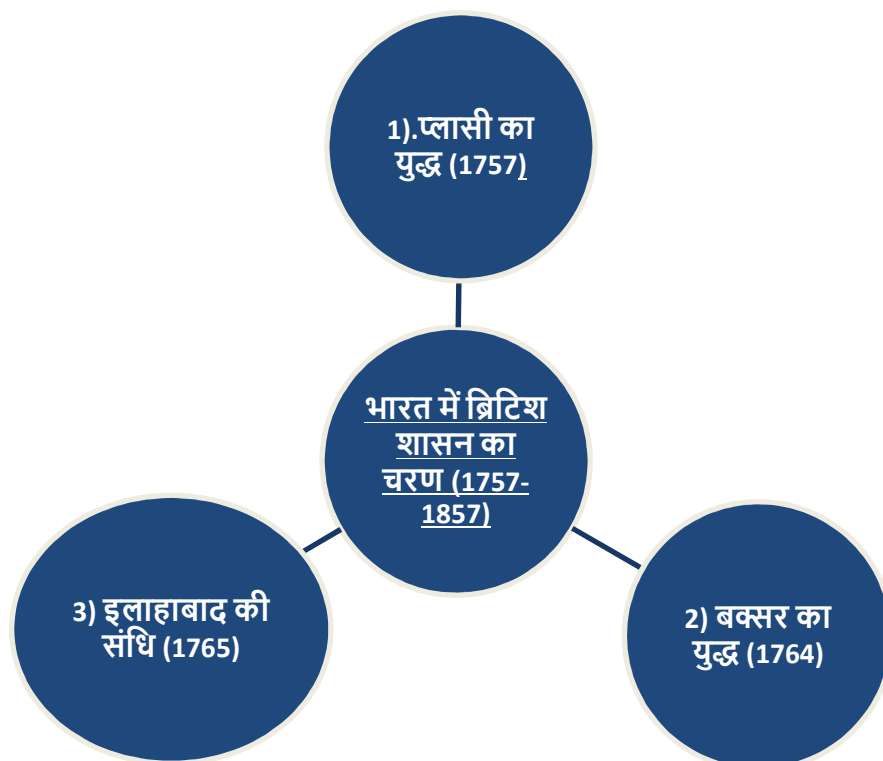 1).प्लासी का
युद्ध (1757)
भारत में ब्रिटिश
शासन का
चरण (1757-
1857)
2) बक्सर का
युद्ध (1764)
3) इलाहाबाद की
संधि (1765)